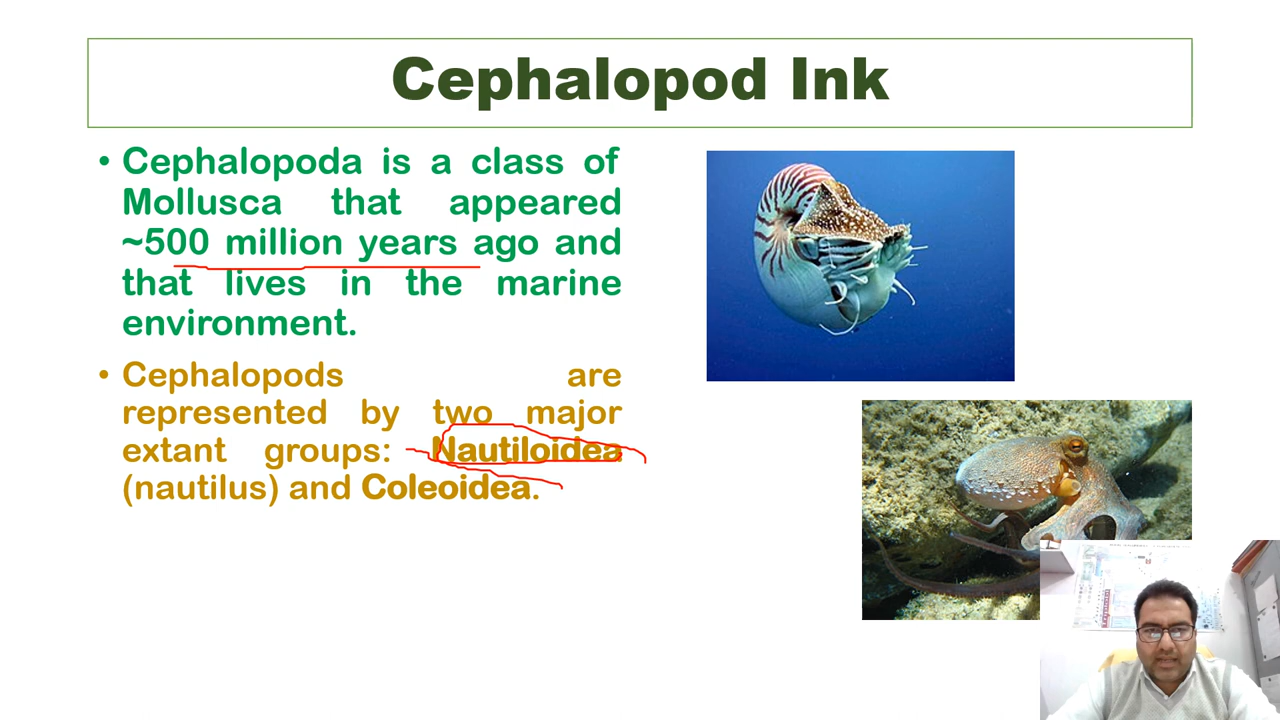 Cephalopod Ink
• Cephalopoda is a class of
Mollusca that appeared
~500 million years ago and
that lives in the marine
environment.
• Cephalopods are
represented by two major
extant groups: Nautiloidea
(nautilus) and Coleoidea.